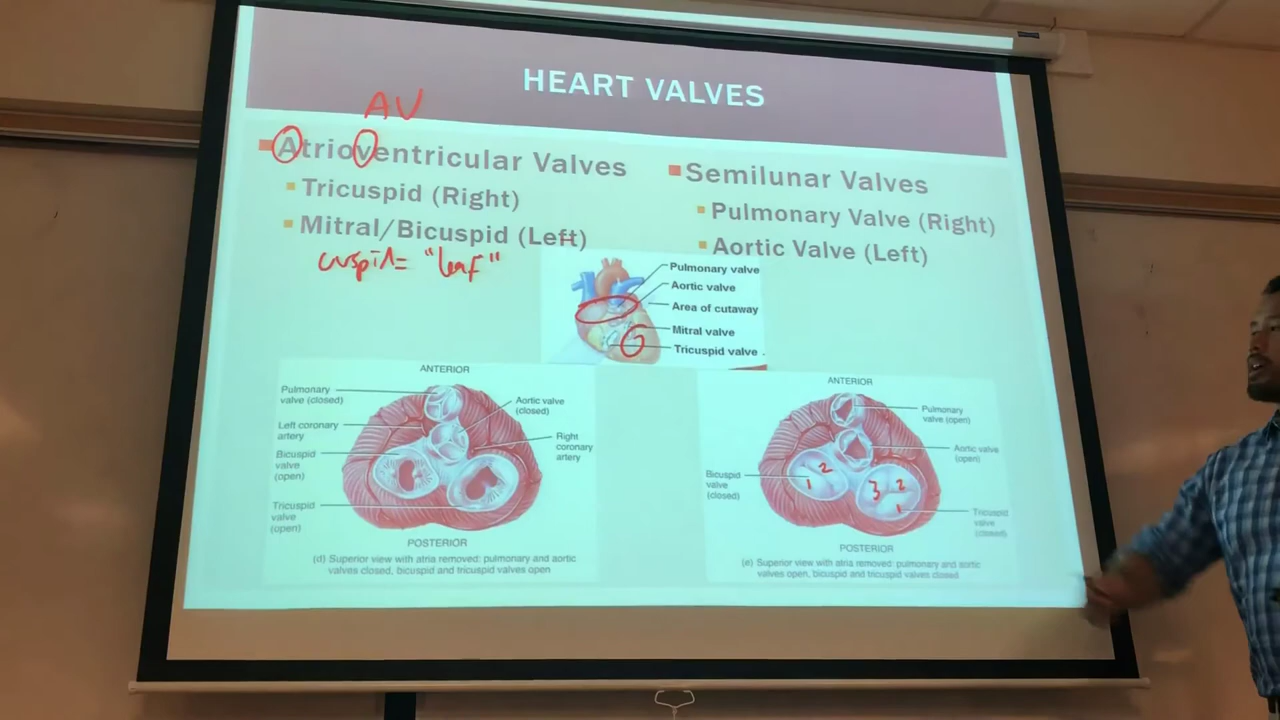 HEART VALVES
AV
Atrioventricular Valves
Tricuspid (Right)
Mitral/Bicuspid (Left)
cuspid= "leaf"
Semilunar Valves
Pulmonary Valve (Right)
Aortic Valve (Left)
Pulmonary valve
Aortic valve
Area of cutaway
Mitral valve
Tricuspid valve
ANTERIOR
Pulmonary
valve (closed)
Aortic valve
(closed)
Left coronary
artery
Right
coronary
artery
Bicuspid
valve
(open)
Tricuspid
valve
(open)
POSTERIOR
(d) Superior view with atria removed: pulmonary and aortic
valves closed, bicuspid and tricuspid valves open
ANTERIOR
Pulmonary
valve (open)
Aortic valve
(open)
Bicuspid
valve
(closed)
1 2
3 2
1
Tricuspid
valve
(closed)
POSTERIOR
(e) Superior view with atria removed: pulmonary and aortic
valves open, bicuspid and tricuspid valves closed